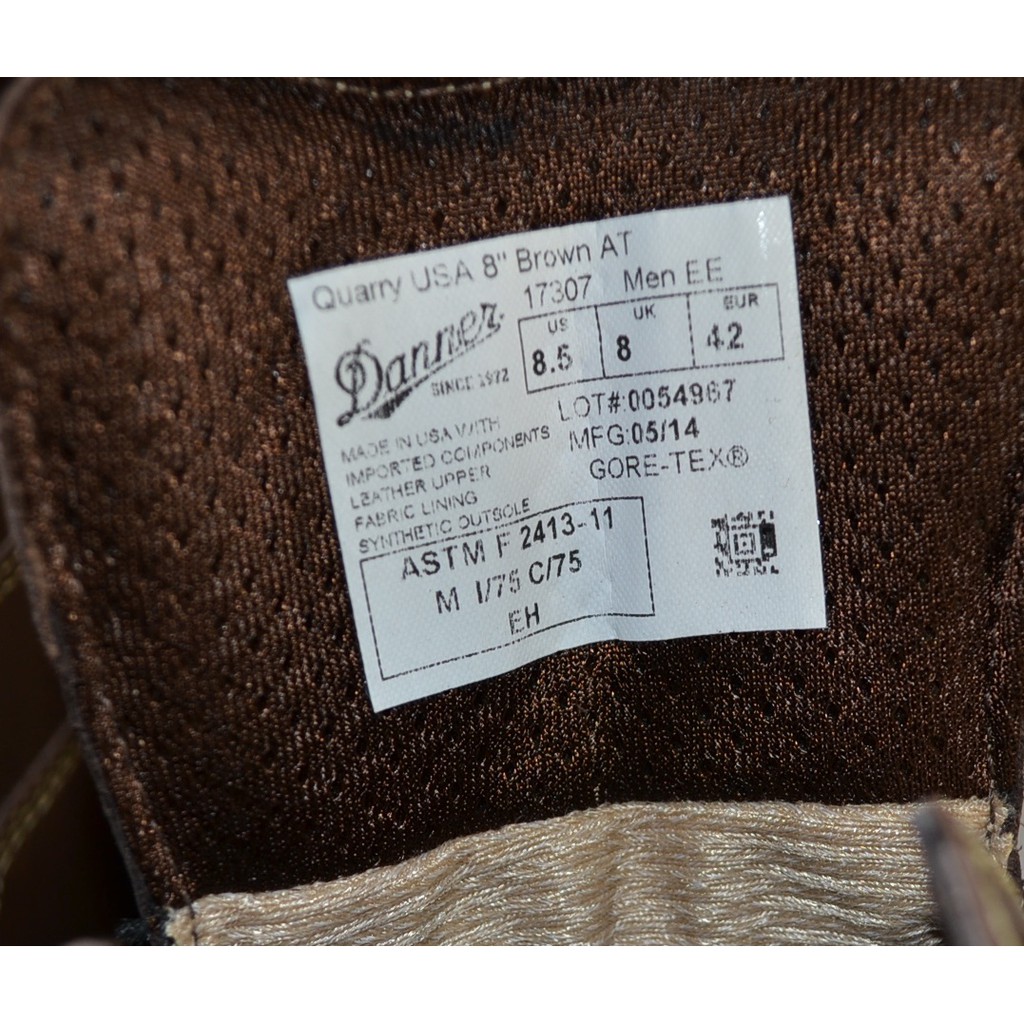 Quarry USA 8" Brown AT
17307 Men EE
Danner
SINCE 1972
US UK EUR
8.5 8 42
LOT#:0054967
MFG:05/14
GORE-TEX®
MADE IN USA WITH
IMPORTED COMPONENTS
LEATHER UPPER
FABRIC LINING
SYNTHETIC OUTSOLE
ASTM F 2413-11
M I/75 C/75
EH